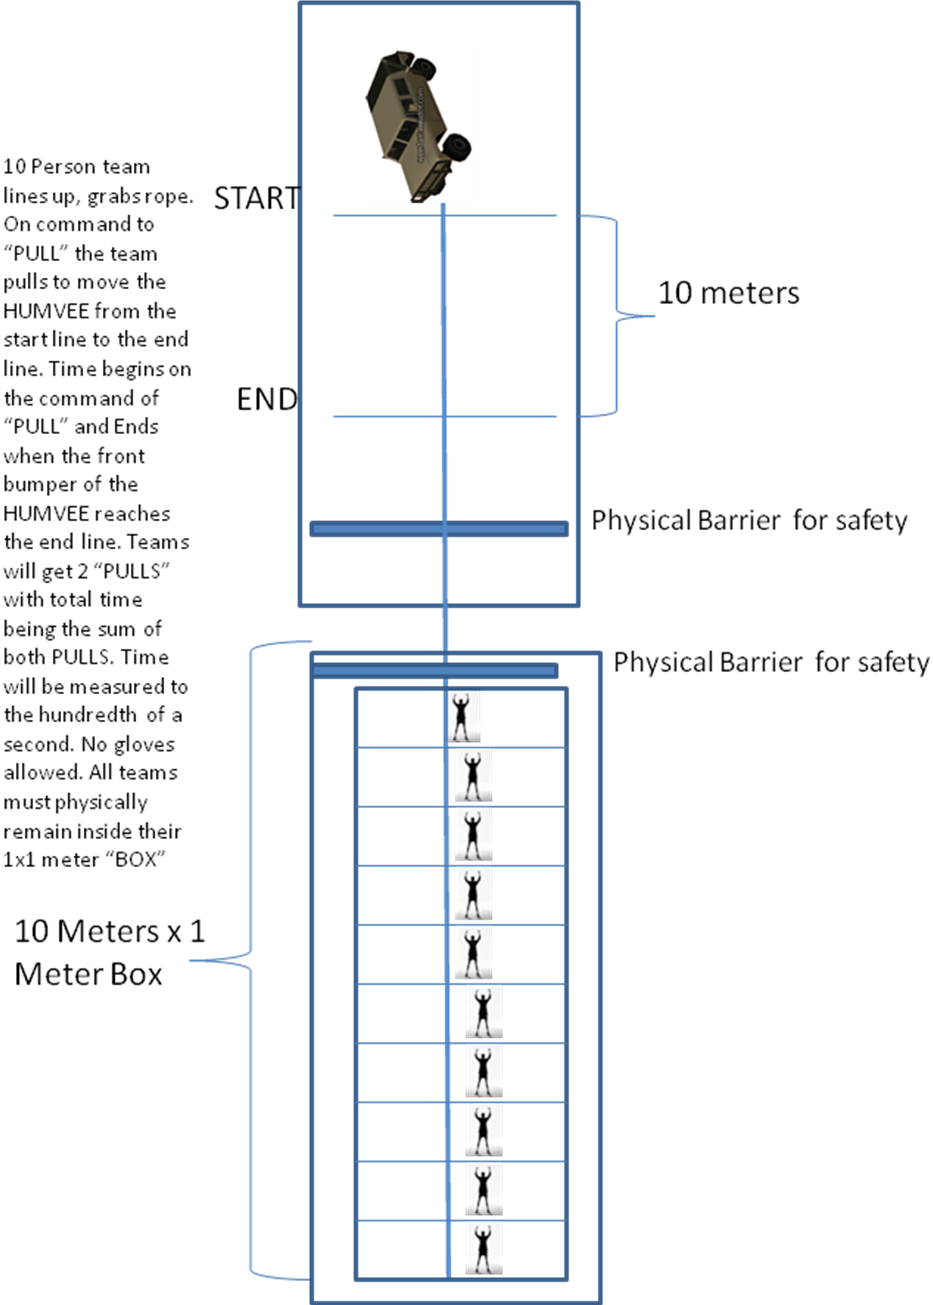 10 Person team
lines up, grabs rope.
On command to
“PULL” the team
pulls to move the
HUMVEE from the
start line to the end
line. Time begins on
the command of
“PULL” and Ends
when the front
bumper of the
HUMVEE reaches
the end line. Teams
will get 2 “PULLS”
with total time
being the sum of
both PULLS. Time
will be measured to
the hundredth of a
second. No gloves
allowed. All teams
must physically
remain inside their
1x1 meter “BOX”
START
10 meters
END
Physical Barrier for safety
Physical Barrier for safety
10 Meters x 1
Meter Box